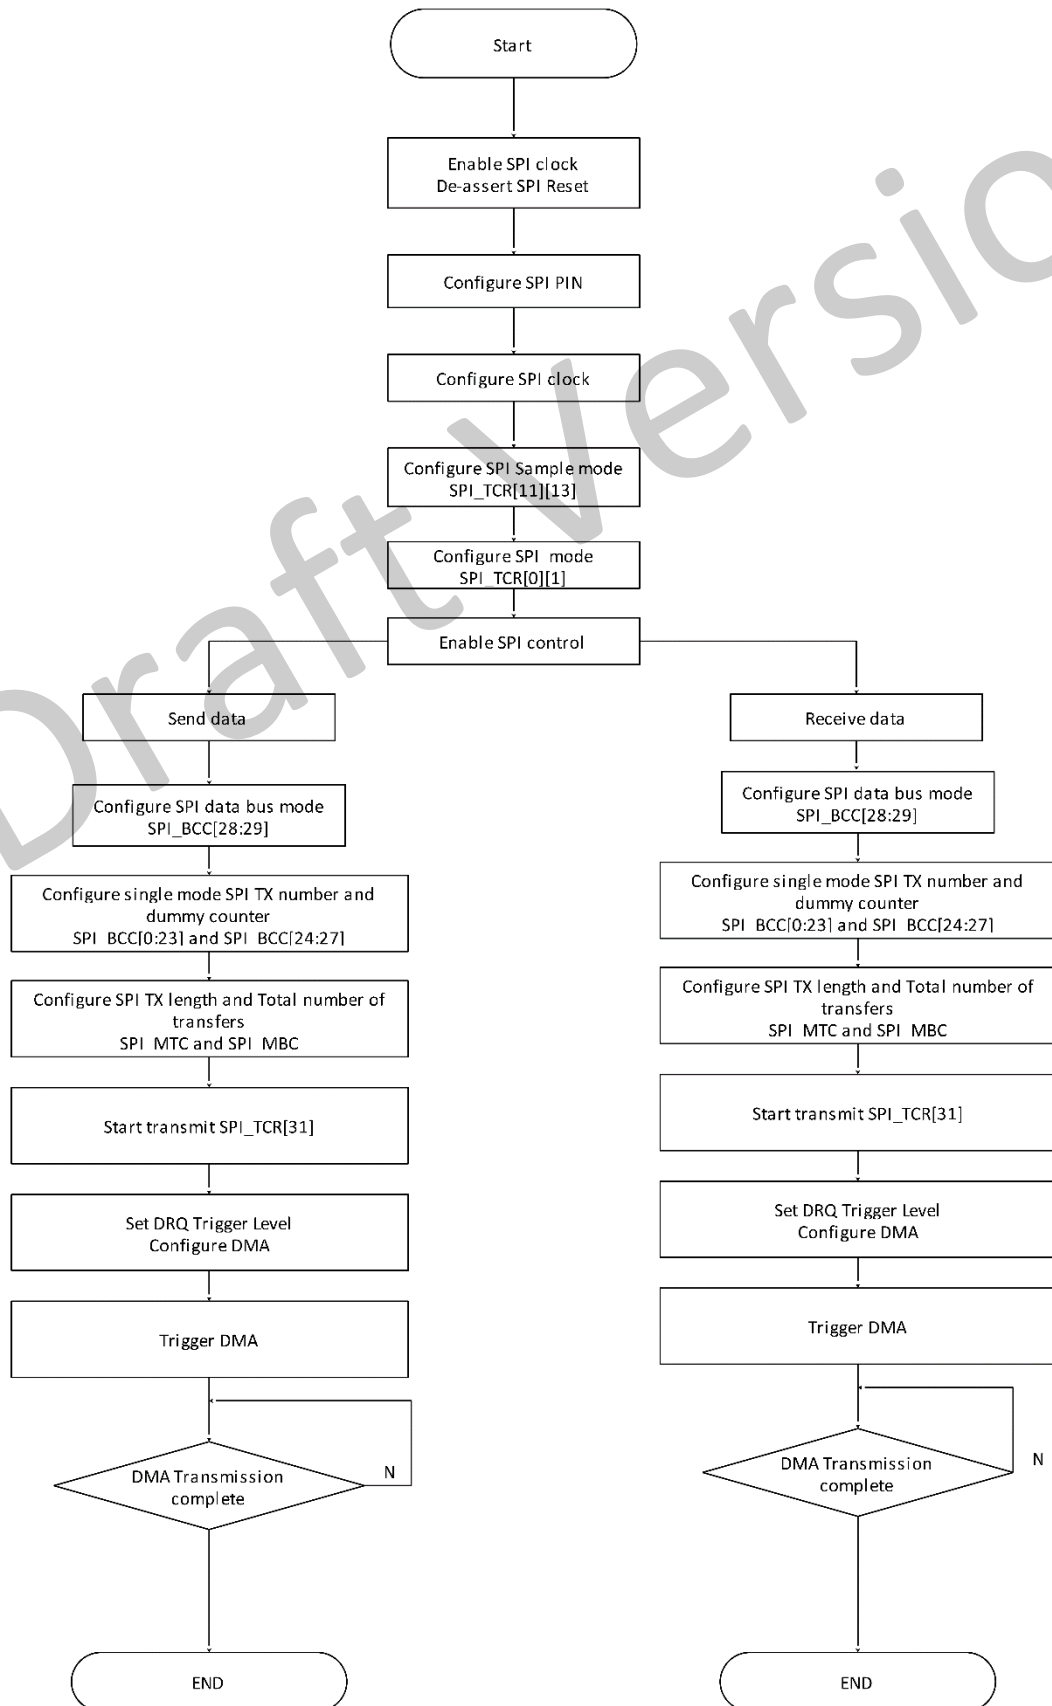 Start
Enable SPI clock
De-assert SPI Reset
Configure SPI PIN
Configure SPI clock
Configure SPI Sample mode
SPI_TCR[11][13]
Configure SPI mode
SPI_TCR[0][1]
Enable SPI control
Send data
Configure SPI data bus mode
SPI_BCC[28:29]
Configure single mode SPI TX number and
dummy counter
SPI_BCC[0:23] and SPI_BCC[24:27]
Configure SPI TX length and Total number of
transfers
SPI_MTC and SPI_MBC
Start transmit SPI_TCR[31]
Set DRQ Trigger Level
Configure DMA
Trigger DMA
DMA Transmission
complete
N
END
Receive data
Configure SPI data bus mode
SPI_BCC[28:29]
Configure single mode SPI TX number and
dummy counter
SPI_BCC[0:23] and SPI_BCC[24:27]
Configure SPI TX length and Total number of
transfers
SPI_MTC and SPI_MBC
Start transmit SPI_TCR[31]
Set DRQ Trigger Level
Configure DMA
Trigger DMA
DMA Transmission
complete
N
END
Draft Versio